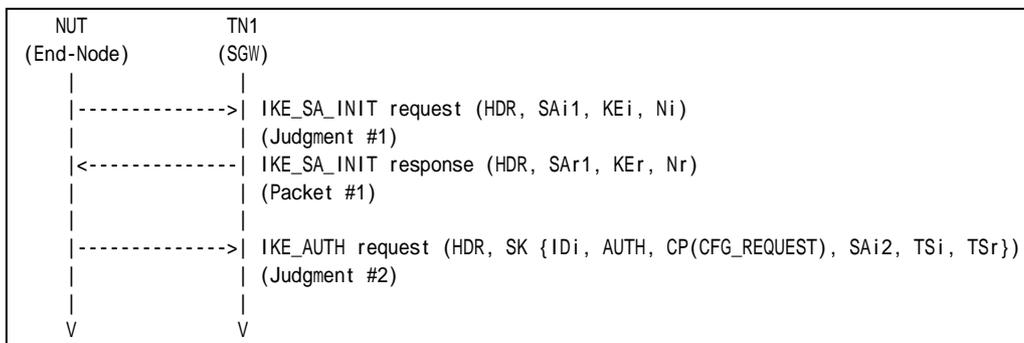 NUT TN1
(End-Node) (SGW)
| |
|-------------->| IKE_SA_INIT request (HDR, SAi1, KEi, Ni)
| | (Judgment #1)
|<--------------| IKE_SA_INIT response (HDR, SAr1, KEr, Nr)
| | (Packet #1)
| |
|-------------->| IKE_AUTH request (HDR, SK {IDi, AUTH, CP(CFG_REQUEST), SAi2, TSi, TSr})
| | (Judgment #2)
| |
V V